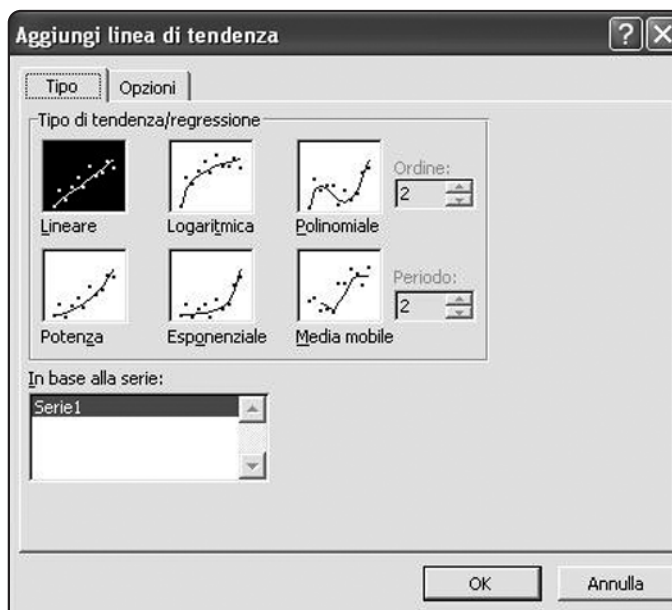 Aggiungi linea di tendenza
Tipo
Opzioni
Tipo di tendenza/regressione
Ordine:
2
Lineare
Logaritmica
Polinomiale
Periodo:
2
Potenza
Esponenziale
Media mobile
In base alla serie:
Serie1
OK
Annulla